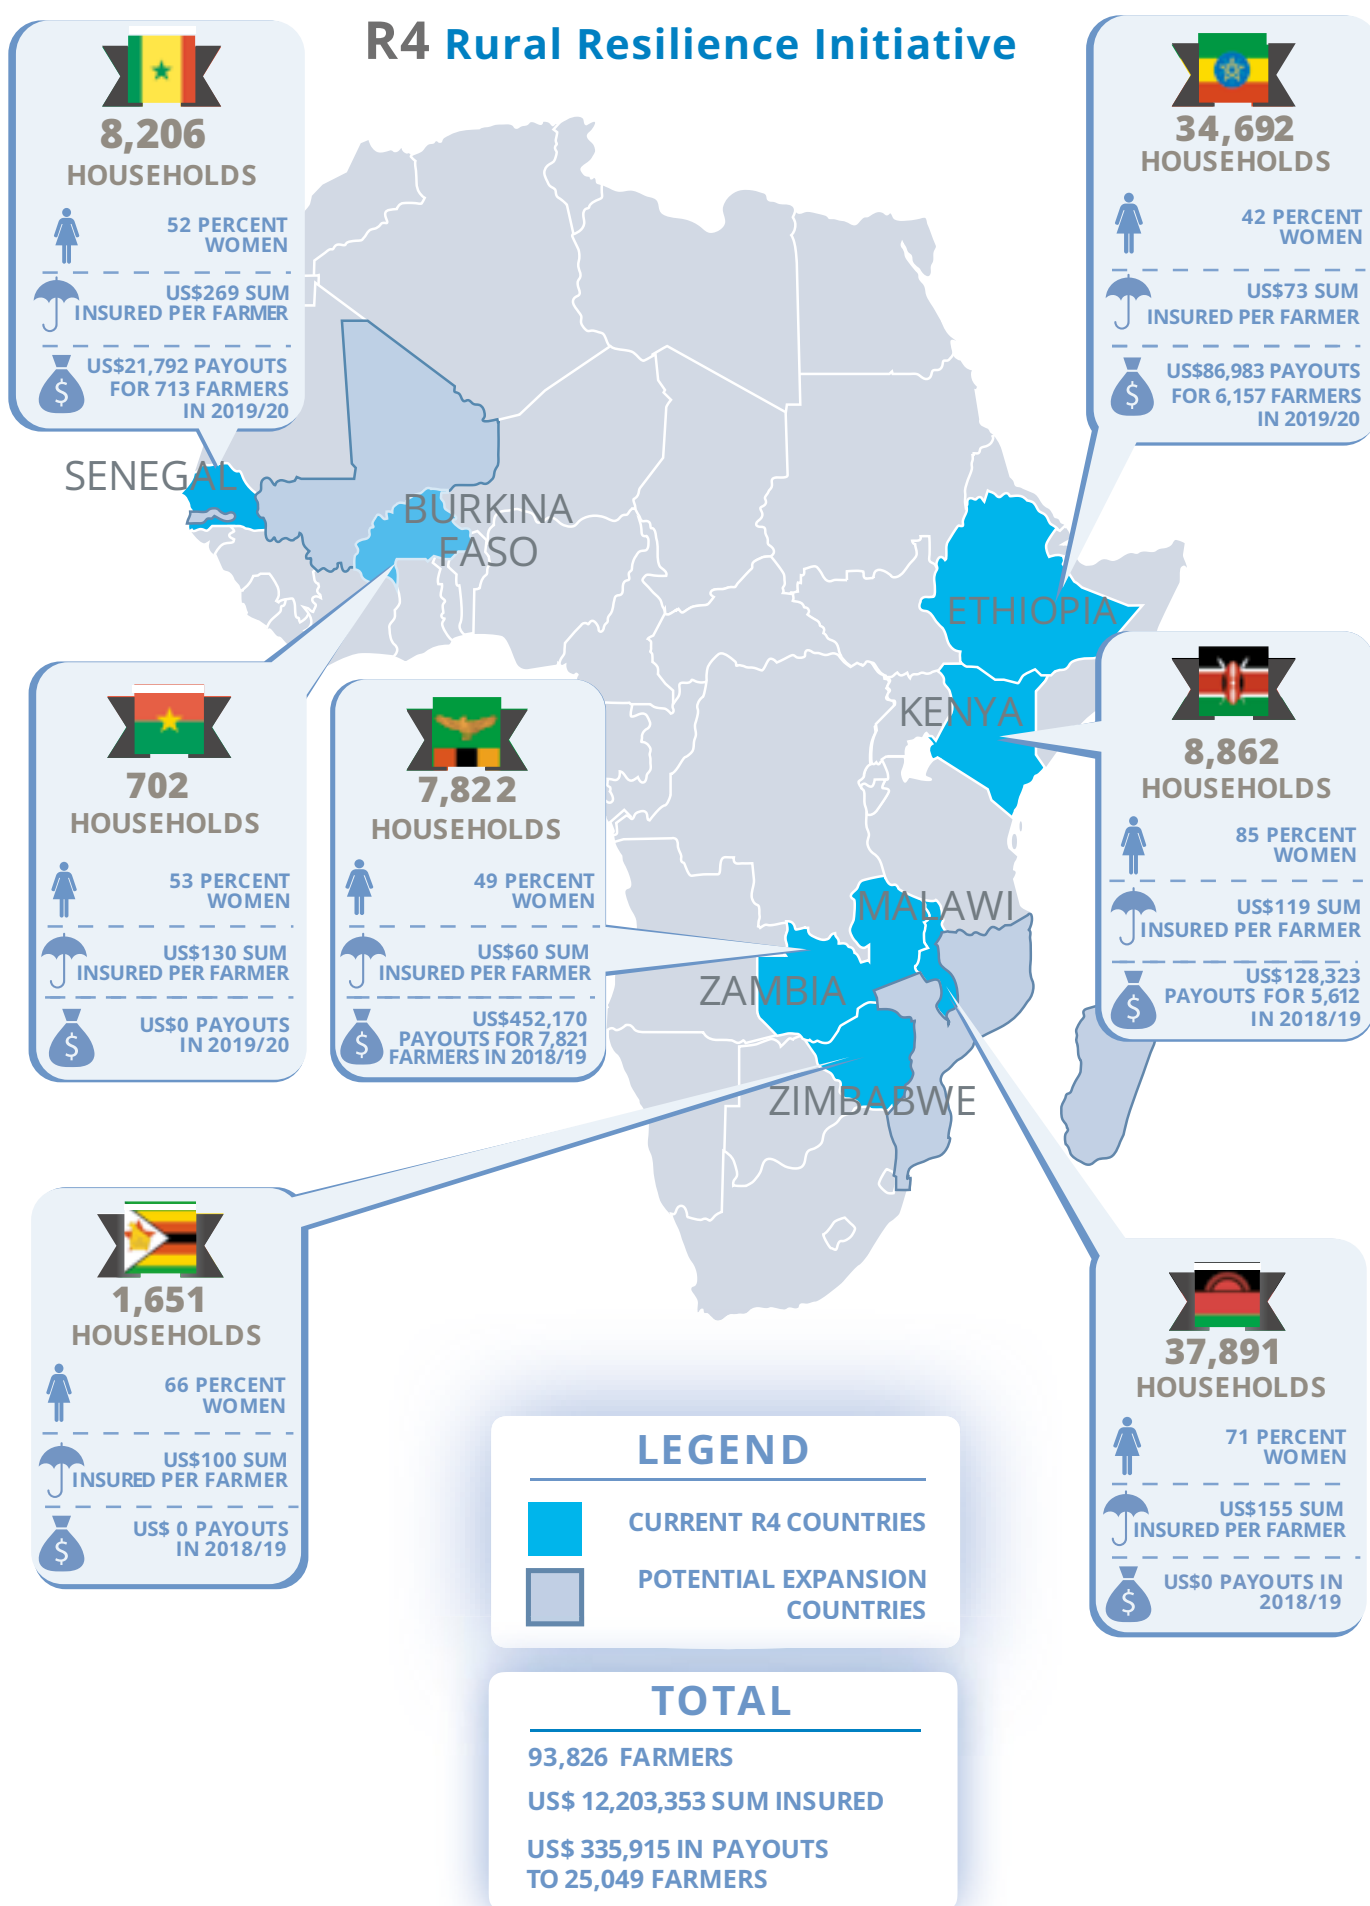 R4 Rural Resilience Initiative
8,206
HOUSEHOLDS
52 PERCENT
WOMEN
US$269 SUM
INSURED PER FARMER
US$21,792 PAYOUTS
FOR 713 FARMERS
IN 2019/20
34,692
HOUSEHOLDS
42 PERCENT
WOMEN
US$73 SUM
INSURED PER FARMER
US$86,983 PAYOUTS
FOR 6,157 FARMERS
IN 2019/20
SENEGAL
BURKINA
FASO
ETHIOPIA
KENYA
MALAWI
ZAMBIA
ZIMBABWE
702
HOUSEHOLDS
53 PERCENT
WOMEN
US$130 SUM
INSURED PER FARMER
US$0 PAYOUTS
IN 2019/20
7,822
HOUSEHOLDS
49 PERCENT
WOMEN
US$60 SUM
INSURED PER FARMER
US$452,170
PAYOUTS FOR 7,821
FARMERS IN 2018/19
8,862
HOUSEHOLDS
85 PERCENT
WOMEN
US$119 SUM
INSURED PER FARMER
US$128,323
PAYOUTS FOR 5,612
IN 2018/19
1,651
HOUSEHOLDS
66 PERCENT
WOMEN
US$100 SUM
INSURED PER FARMER
US$ 0 PAYOUTS
IN 2018/19
37,891
HOUSEHOLDS
71 PERCENT
WOMEN
US$155 SUM
INSURED PER FARMER
US$0 PAYOUTS IN
2018/19
LEGEND
CURRENT R4 COUNTRIES
POTENTIAL EXPANSION
COUNTRIES
TOTAL
93,826 FARMERS
US$ 12,203,353 SUM INSURED
US$ 335,915 IN PAYOUTS
TO 25,049 FARMERS